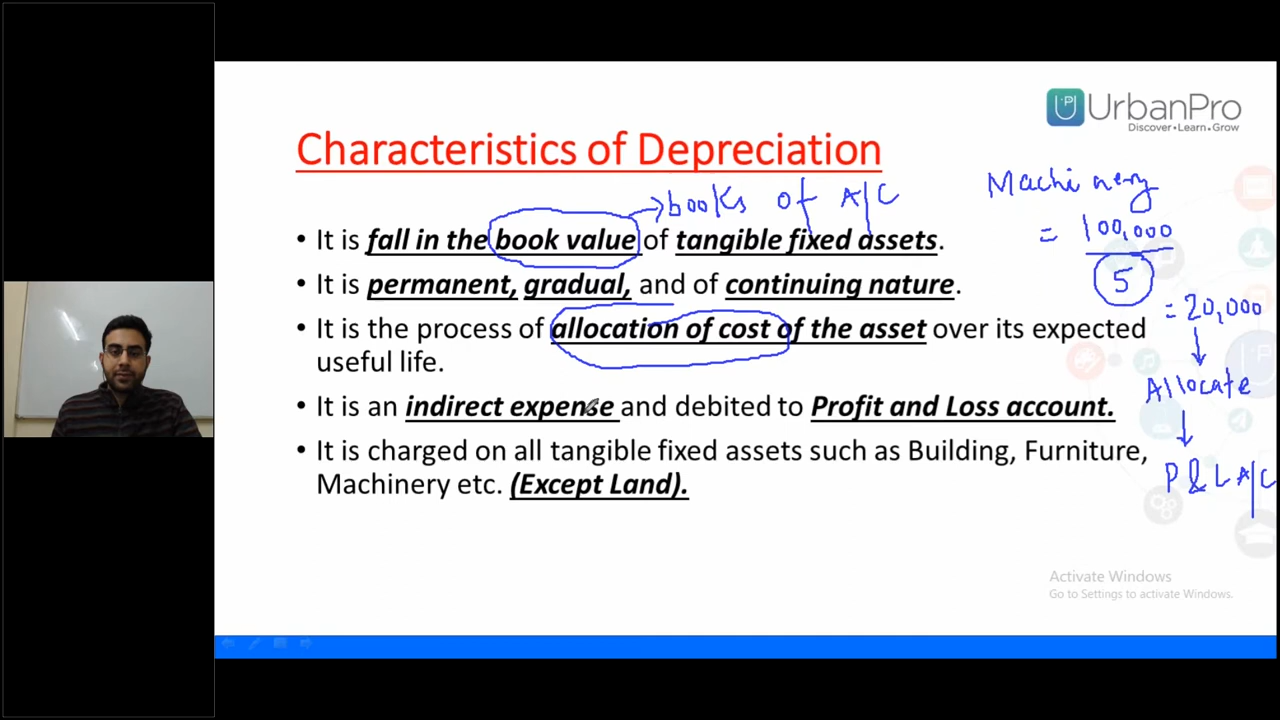 UrbanPro
Discover•Learn•Grow
Characteristics of Depreciation
books of A/C
Machinery
= 100,000
5
= 20,000
Allocate
P & L A/C
• It is fall in the book value of tangible fixed assets.
• It is permanent, gradual, and of continuing nature.
• It is the process of allocation of cost of the asset over its expected
useful life.
• It is an indirect expense and debited to Profit and Loss account.
• It is charged on all tangible fixed assets such as Building, Furniture,
Machinery etc. (Except Land).
Activate Windows
Go to Settings to activate Windows.